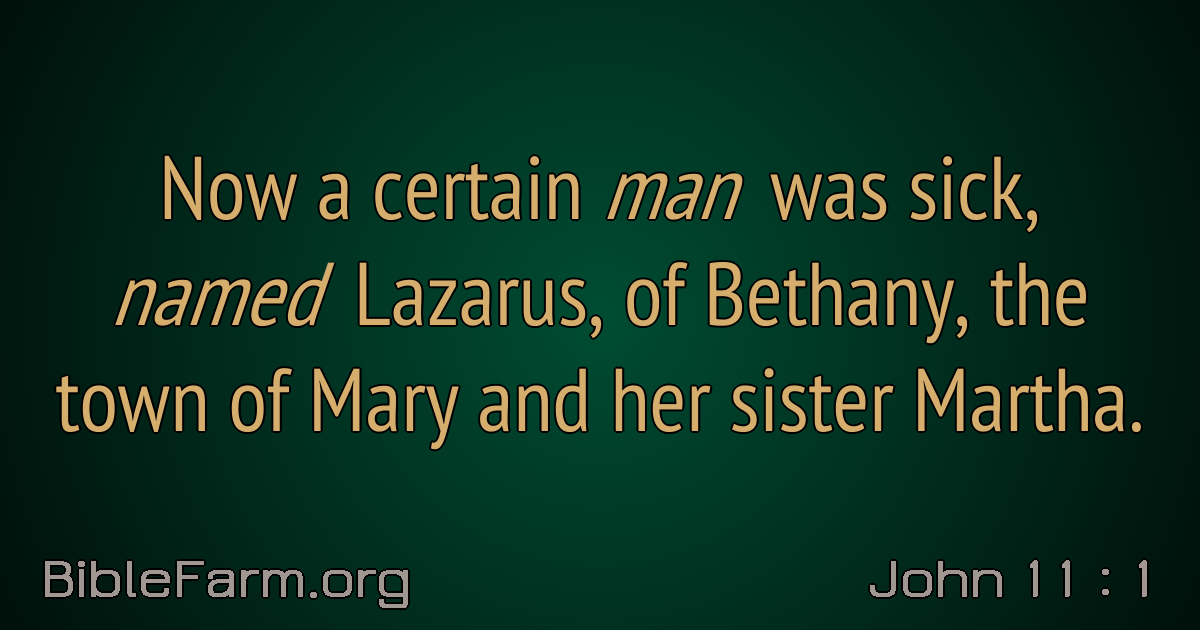 Now a certain man was sick,
named Lazarus, of Bethany, the
town of Mary and her sister Martha.
BibleFarm.org
John 11 : 1